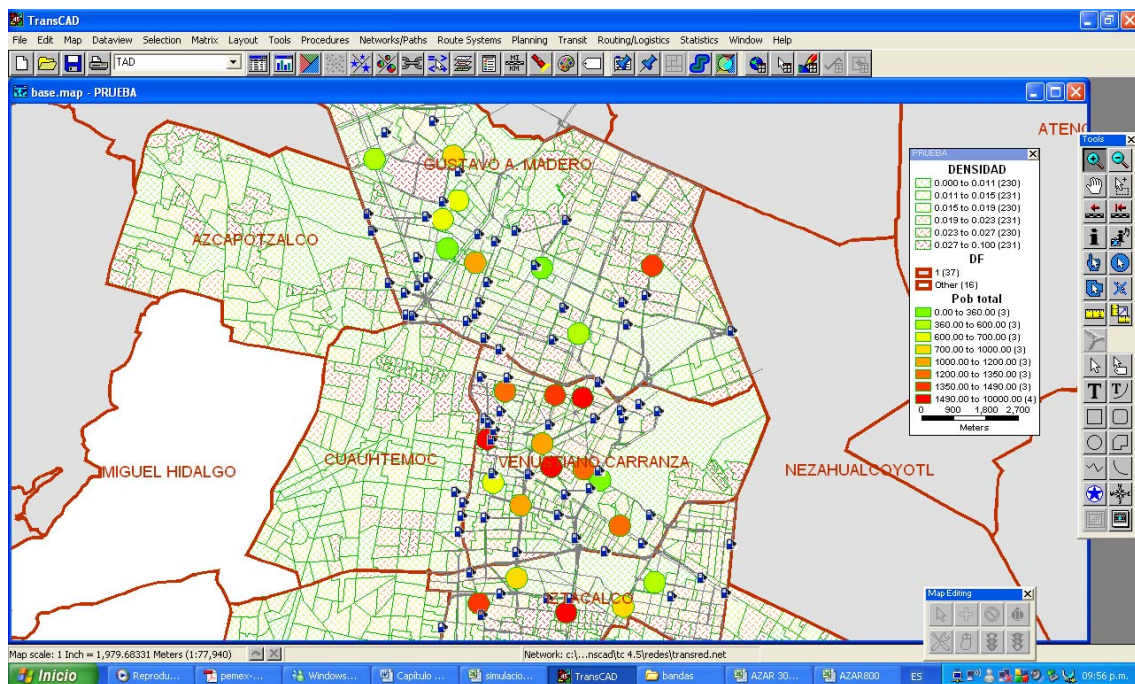 TransCAD
File Edit Map Dataview Selection Matrix Layout Tools Procedures Networks/Paths Route Systems Planning Transit Routing/Logistics Statistics Window Help
TAD
base.map - PRUEBA
ATENC
Tools
GUSTAVO A. MADERO
PRUEBA
DENSIDAD
0.000 to 0.011 (230)
0.011 to 0.015 (231)
0.015 to 0.019 (230)
0.019 to 0.023 (231)
0.023 to 0.027 (230)
0.027 to 0.100 (231)
DF
1 (37)
Other (16)
Pob total
0.00 to 360.00 (3)
360.00 to 600.00 (3)
600.00 to 700.00 (3)
700.00 to 1000.00 (3)
1000.00 to 1200.00 (3)
1200.00 to 1350.00 (3)
1350.00 to 1490.00 (3)
1490.00 to 10000.00 (4)
0 900 1,800 2,700
Meters
AZCAPOTZALCO
MIGUEL HIDALGO
CUAUHTEMOC
VENUSTIANO CARRANZA
NEZAHUALCOYOTL
IZTACALCO
Map Editing
Map scale: 1 Inch = 1,979.68331 Meters (1:77,940)
Network: c:\...nscad\tc 4.5\redes\transred.net
Inicio
Reprodu...
pemex-...
Windows...
Capítulo ...
simulacio...
TransCAD
bandas
AZAR 30...
AZAR800
ES
09:56 p.m.